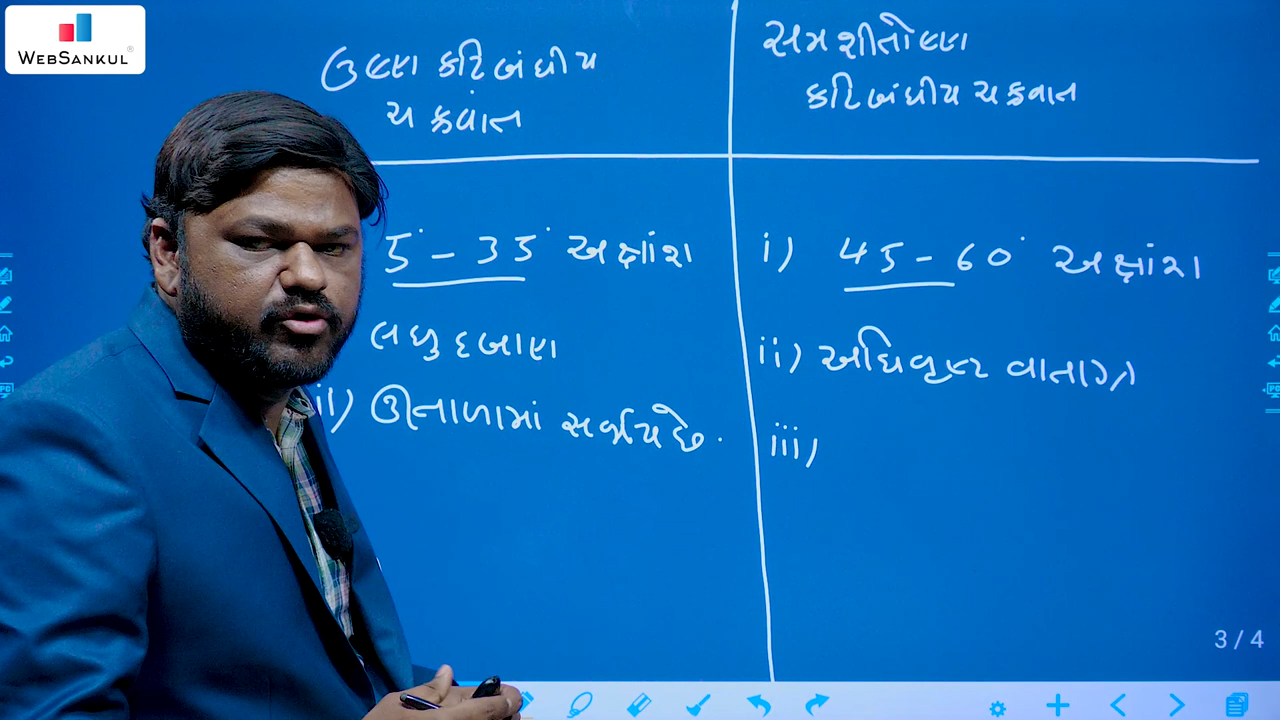 WEBSANKUL®
ઉષ્ણ કટિબંધીય
ચક્રવાત
સમશીતોષ્ણ
કટિબંધીય ચક્રવાત
5° - 35° અક્ષાંશ
i) 45 - 60° અક્ષાંશ
લઘુદબાણ
ii) અધિવૃષ્ટ વાતાગ્ર
ii) ઊનાળામાં સર્જાય છે.
iii)
3 / 4